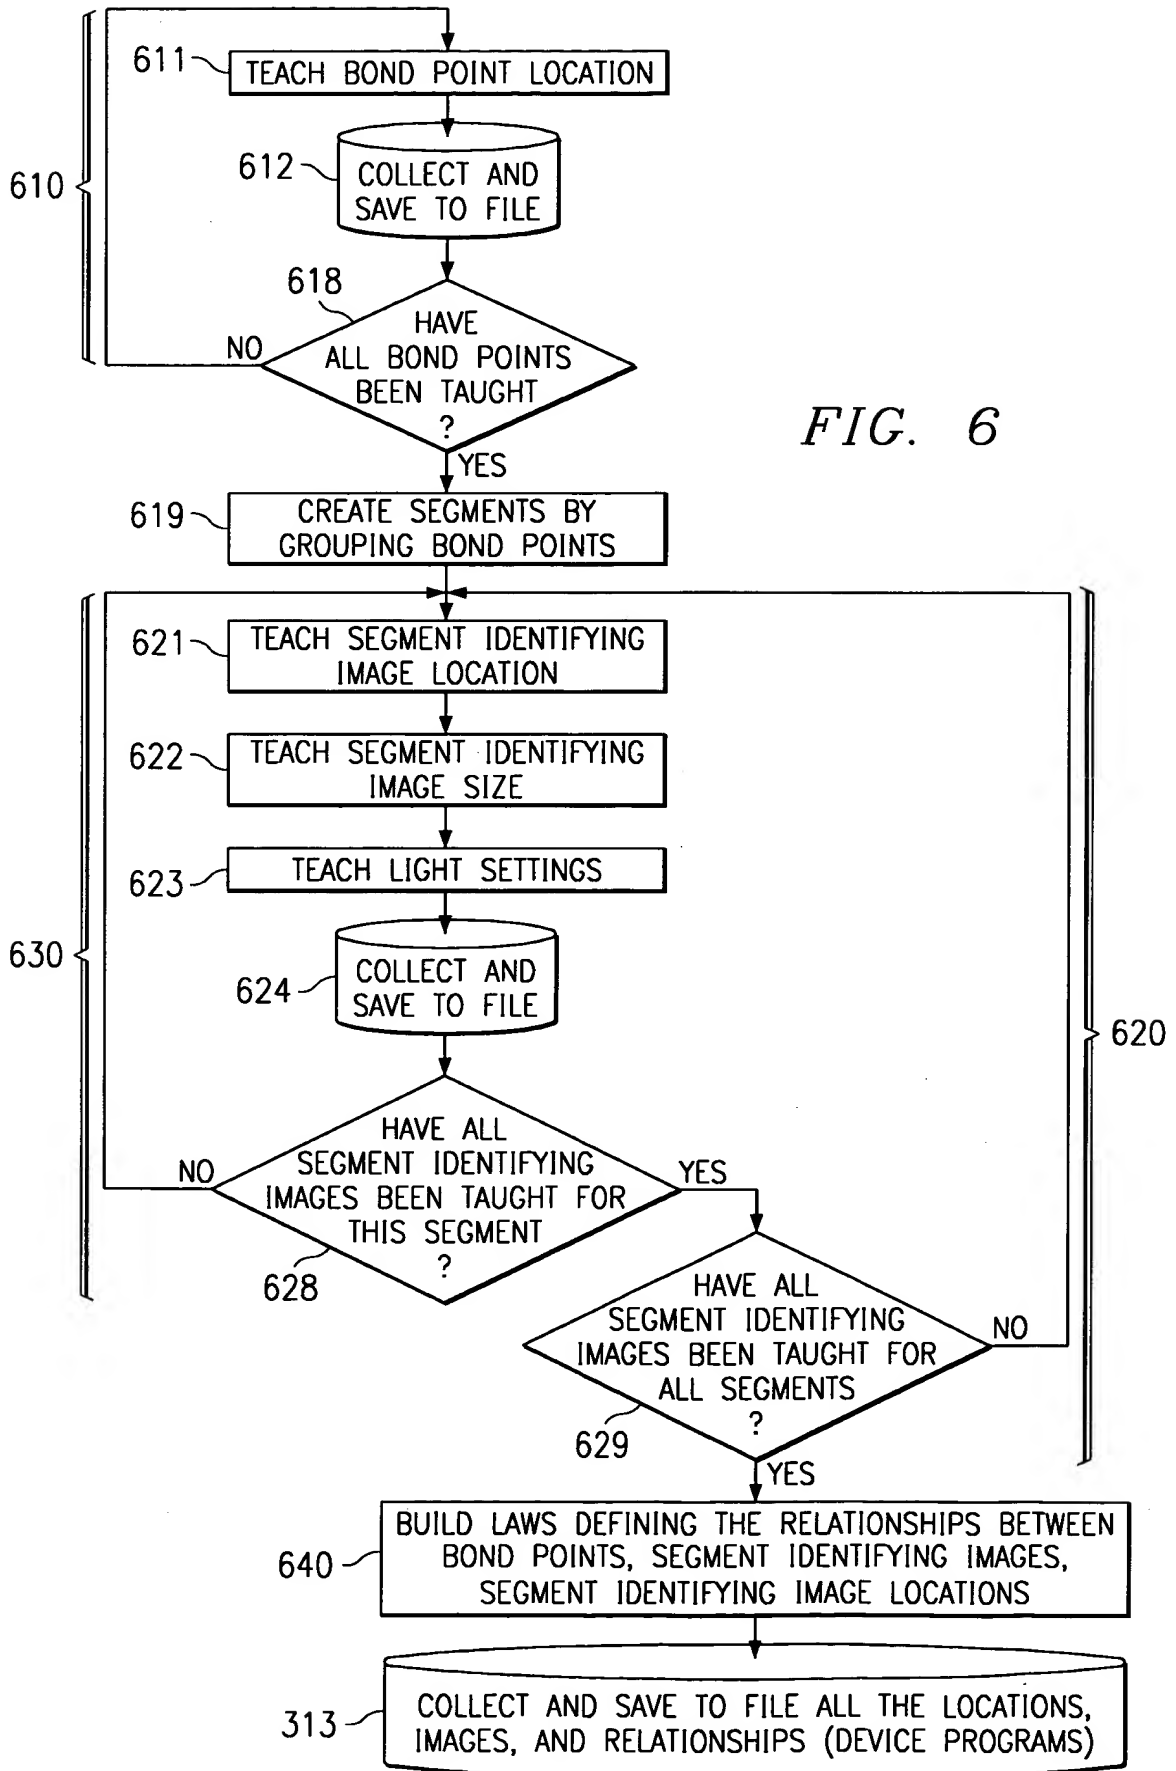 611
TEACH BOND POINT LOCATION
612
COLLECT AND
SAVE TO FILE
610
618
HAVE
ALL BOND POINTS
BEEN TAUGHT
?
NO
YES
FIG. 6
619
CREATE SEGMENTS BY
GROUPING BOND POINTS
621
TEACH SEGMENT IDENTIFYING
IMAGE LOCATION
622
TEACH SEGMENT IDENTIFYING
IMAGE SIZE
623
TEACH LIGHT SETTINGS
630
624
COLLECT AND
SAVE TO FILE
620
HAVE ALL
SEGMENT IDENTIFYING
IMAGES BEEN TAUGHT FOR
THIS SEGMENT
?
NO
YES
628
HAVE ALL
SEGMENT IDENTIFYING
IMAGES BEEN TAUGHT FOR
ALL SEGMENTS
?
NO
629
YES
640
BUILD LAWS DEFINING THE RELATIONSHIPS BETWEEN
BOND POINTS, SEGMENT IDENTIFYING IMAGES,
SEGMENT IDENTIFYING IMAGE LOCATIONS
313
COLLECT AND SAVE TO FILE ALL THE LOCATIONS,
IMAGES, AND RELATIONSHIPS (DEVICE PROGRAMS)